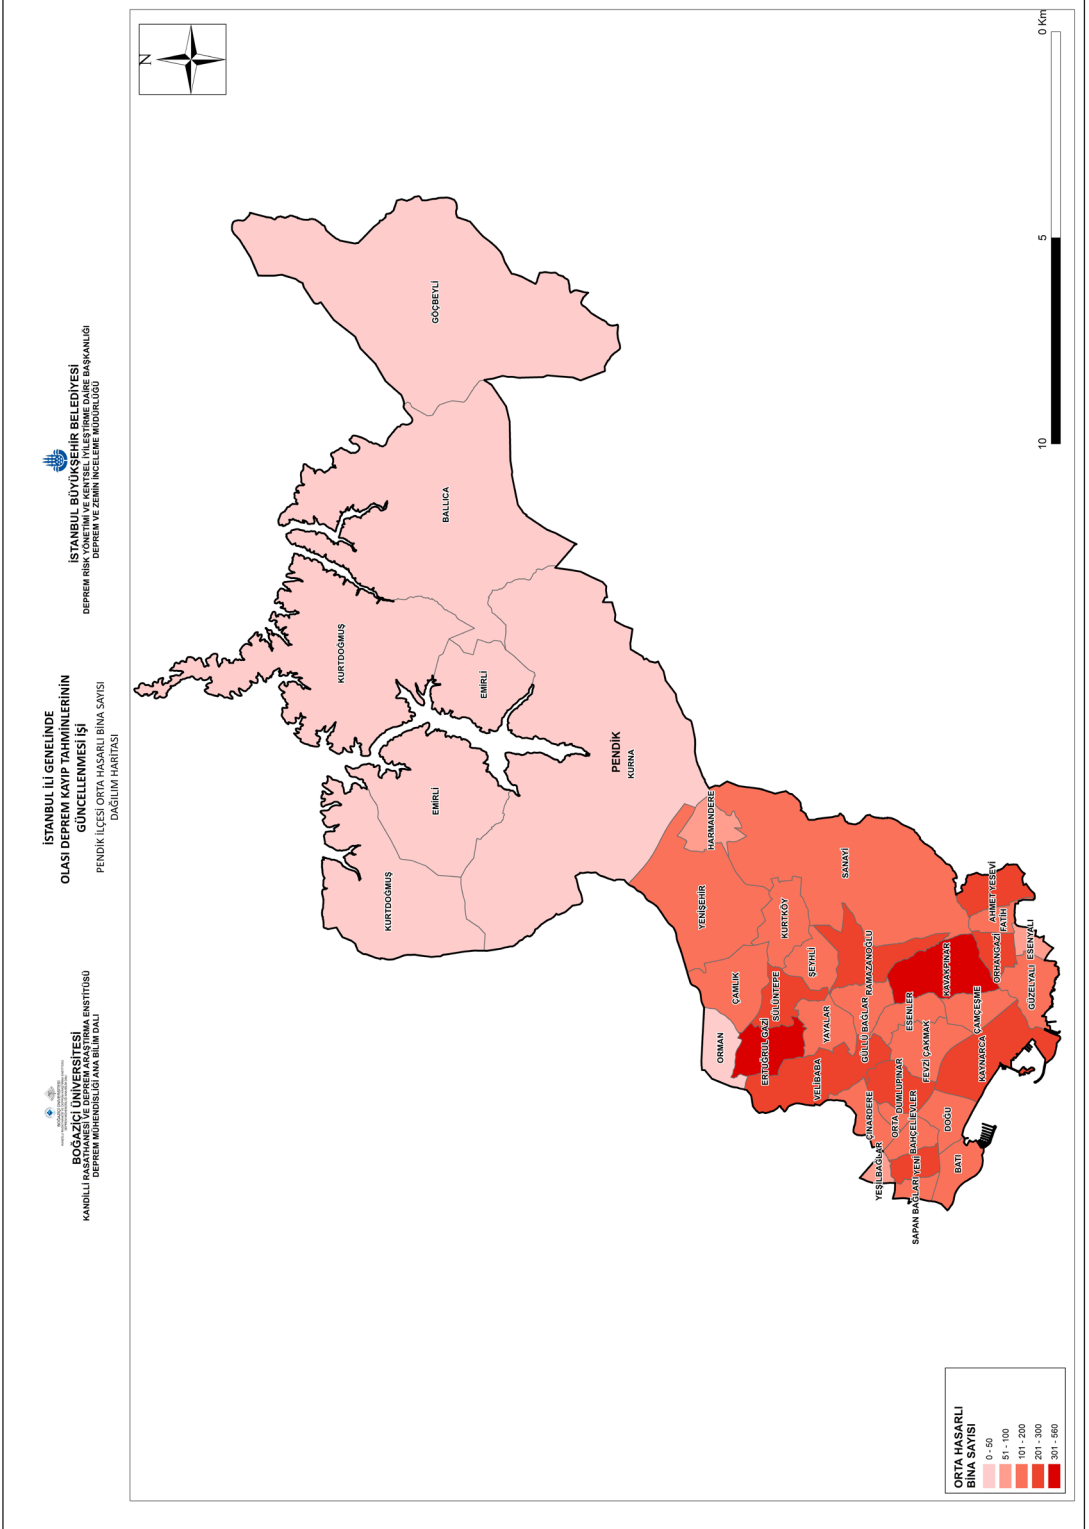 BOĞAZİÇİ ÜNİVERSİTESİ
KANDİLLİ RASATHANESİ VE DEPREM ARAŞTIRMA ENSTİTÜSÜ
DEPREM MÜHENDİSLİĞİ ANA BİLİM DALI
İSTANBUL İLİ GENELİNDE
OLASI DEPREM KAYIP TAHMİNLERİNİN
GÜNCELLENMESİ İŞİ
PENDİK İLÇESİ ORTA HASARLI BİNA SAYISI
DAĞILIM HARİTASI
İSTANBUL BÜYÜKŞEHİR BELEDİYESİ
DEPREM RİSK YÖNETİMİ VE KENTSEL İYİLEŞTİRME DAİRE BAŞKANLIĞI
DEPREM VE ZEMİN İNCELEME MÜDÜRLÜĞÜ
N
GÖÇBEYLİ
BALLICA
KURTDOĞMUŞ
EMİRLİ
EMİRLİ
KURTDOĞMUŞ
PENDİK
KURNA
HARMANDERE
YENİŞEHİR
SANAYİ
KURTKÖY
ŞEYHLİ
ÇAMLIK
SÜLÜNTEPE
ORMAN
ERTUĞRUL GAZİ
RAMAZANOĞLU
YAYALAR
VELİBABA
GÜLLÜ BAĞLAR
KAVAKPINAR
AHMET YESEVİ
FATİH
ORHANGAZİ
ESENYALI
GÜZELYALI
ESENLER
ÇAMÇEŞME
FEVZİ ÇAKMAK
KAYNARCA
DUMLUPINAR
ÇINARDERE
ORTA
BAHÇELİEVLER
DOĞU
YEŞİLBAĞLAR
YENİ
SAPAN BAĞLARI
BATI
ORTA HASARLI
BİNA SAYISI
0 - 50
51 - 100
101 - 200
201 - 300
301 - 560
10
5
0 Km